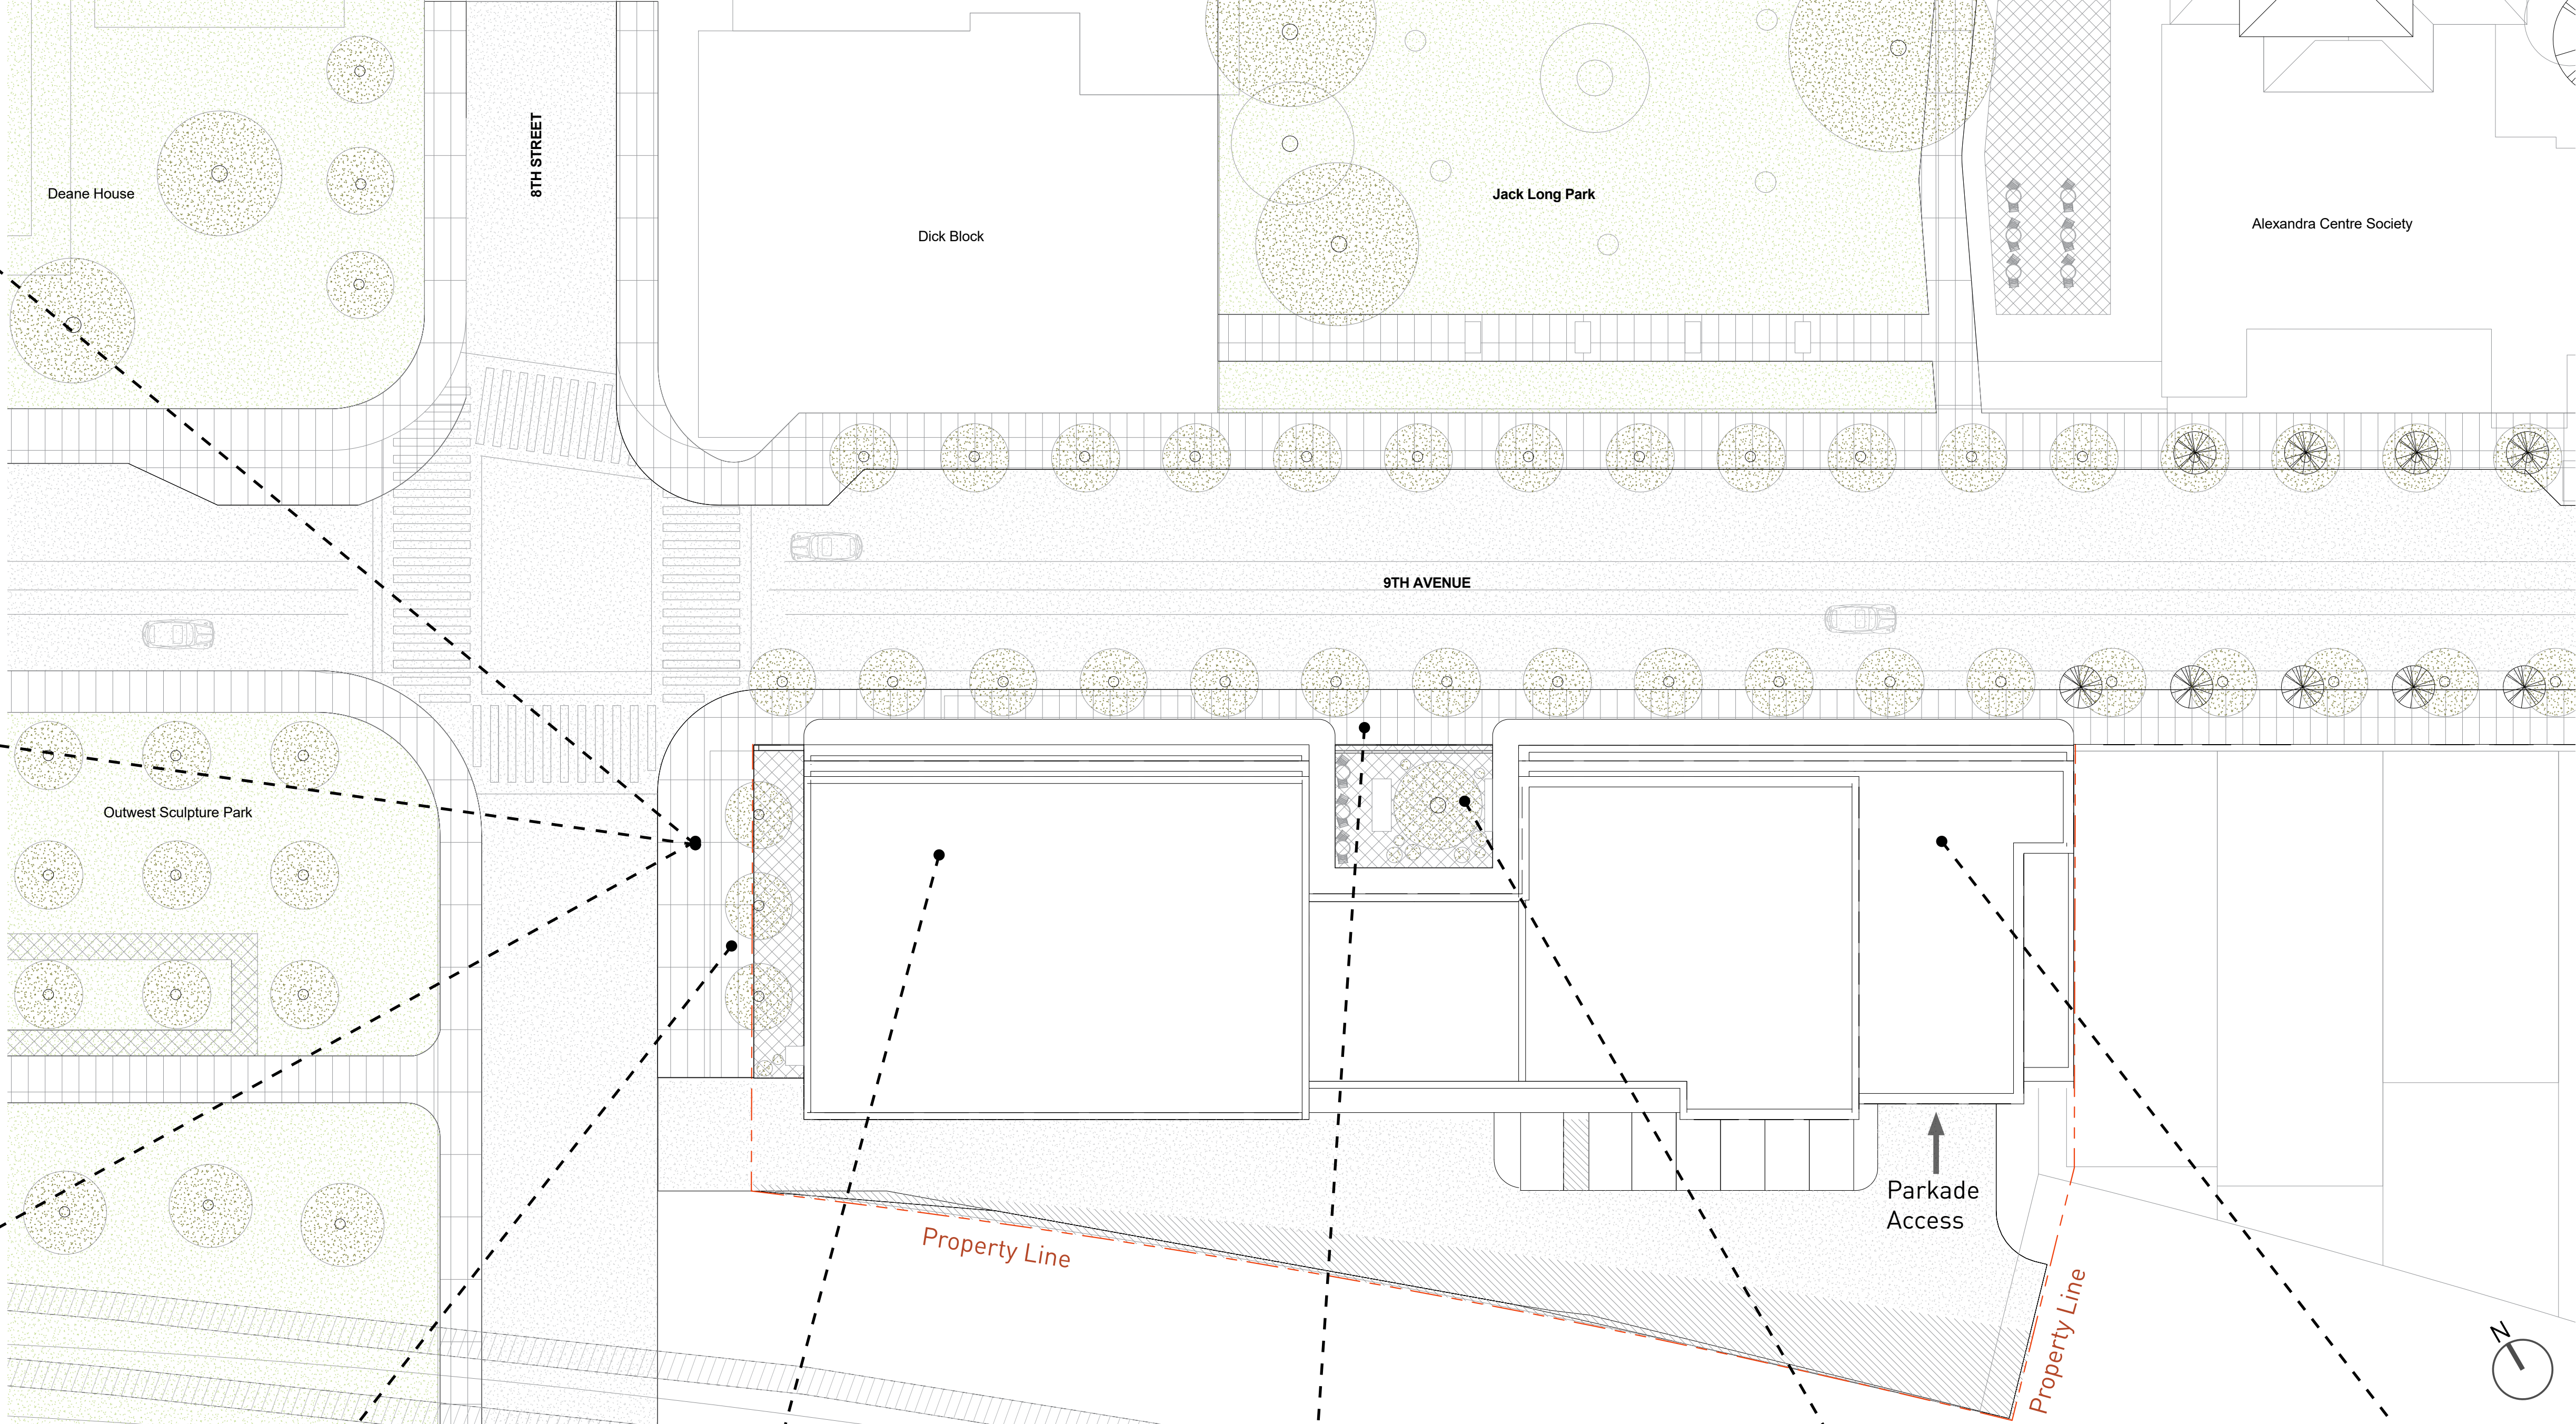 8TH STREET
Deane House
Jack Long Park
Dick Block
Alexandra Centre Society
9TH AVENUE
Outwest Sculpture Park
Parkade
Access
Property Line
Property Line
N